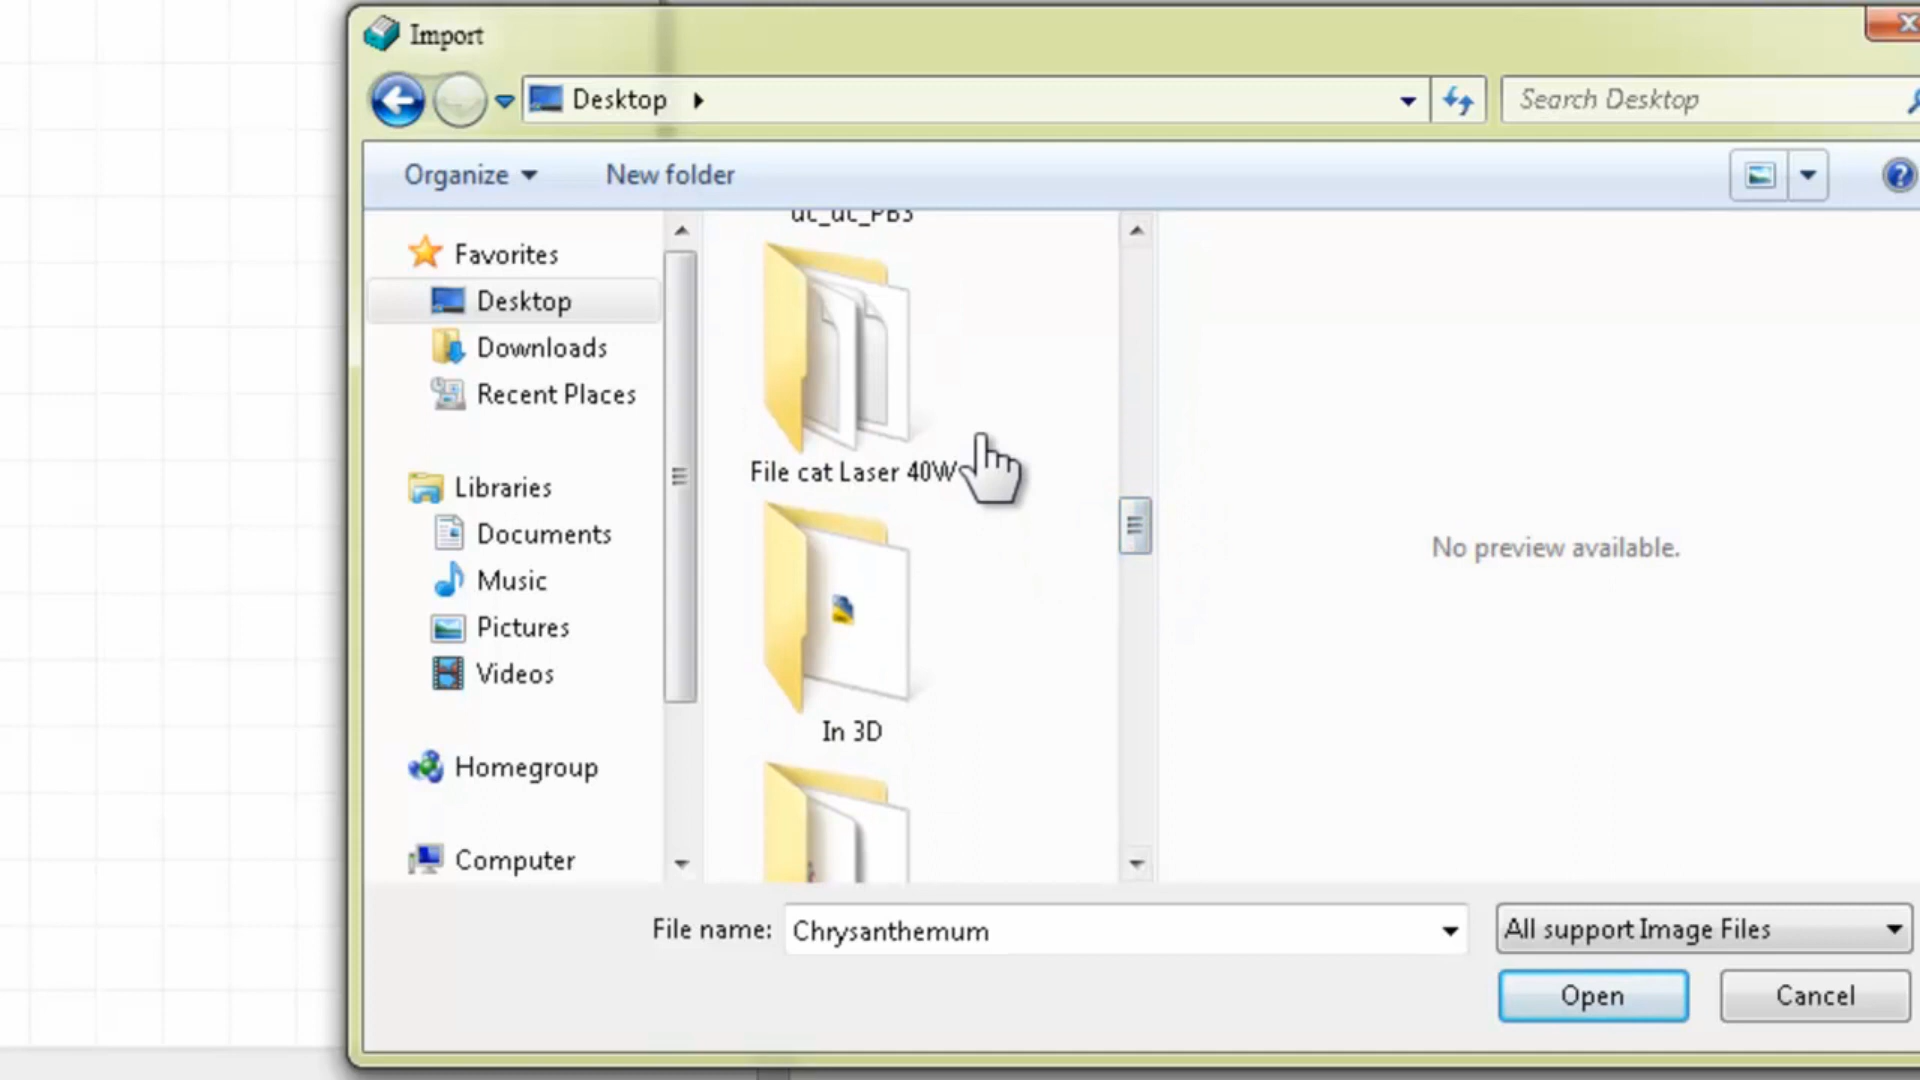 Import
Desktop
Search Desktop
Organize
New folder
uc_uc_PB3
Favorites
Desktop
Downloads
Recent Places
File cat Laser 40W
Libraries
Documents
No preview available.
Music
Pictures
Videos
In 3D
Homegroup
Computer
File name: Chrysanthemum
All support Image Files
Open
Cancel